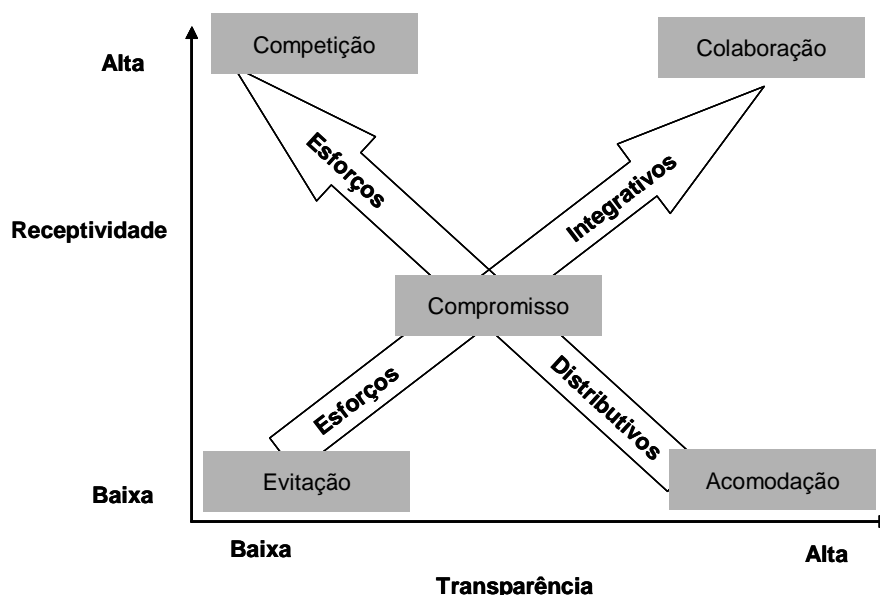 Competição
Colaboração
Alta
Esforços
Integrativos
Receptividade
Compromisso
Esforços
Distributivos
Evitação
Acomodação
Baixa
Baixa
Alta
Transparência